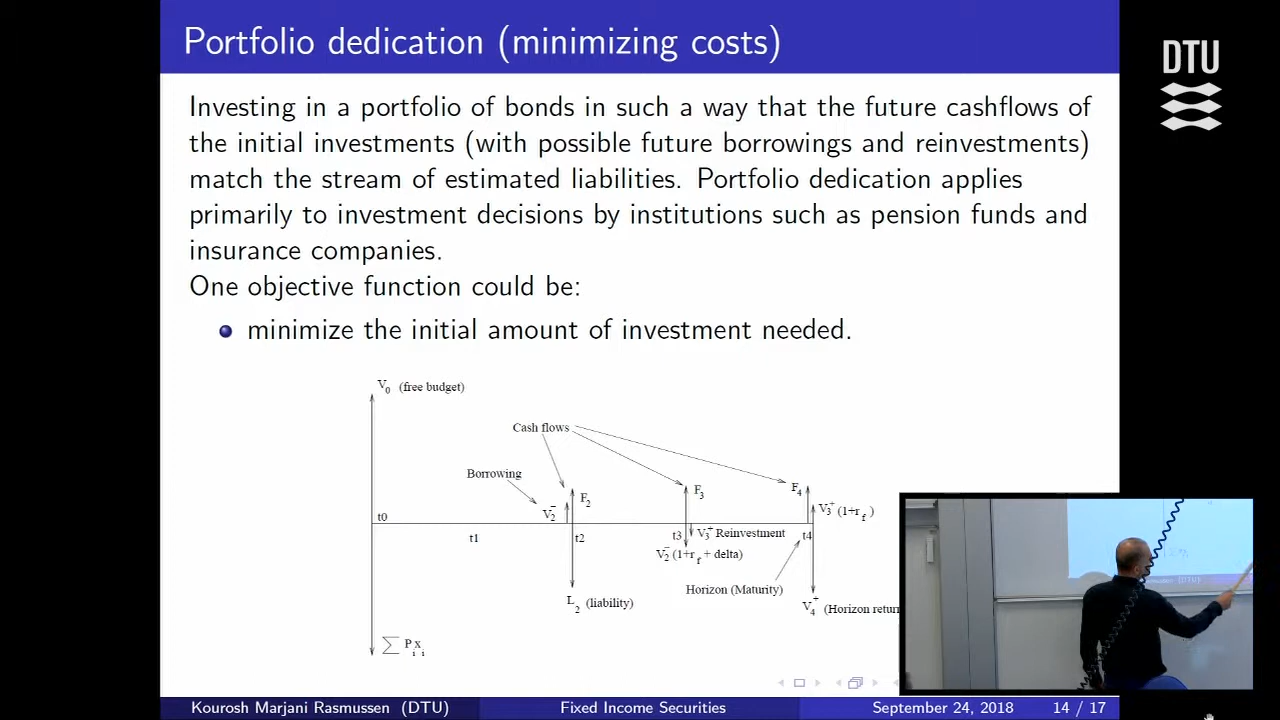 Portfolio dedication (minimizing costs)
DTU
Investing in a portfolio of bonds in such a way that the future cashflows of
the initial investments (with possible future borrowings and reinvestments)
match the stream of estimated liabilities. Portfolio dedication applies
primarily to investment decisions by institutions such as pension funds and
insurance companies.
One objective function could be:
minimize the initial amount of investment needed.
V0 (free budget)
Cash flows
Borrowing
F2
F3
F4
V2-
V3+ (1+rf)
t0
t1
t2
t3
V3+ Reinvestment
t4
V2- (1+rf + delta)
Horizon (Maturity)
L2 (liability)
V4+ (Horizon retur
∑ Pi xi
Kourosh Marjani Rasmussen (DTU)
Fixed Income Securities
September 24, 2018
14 / 17